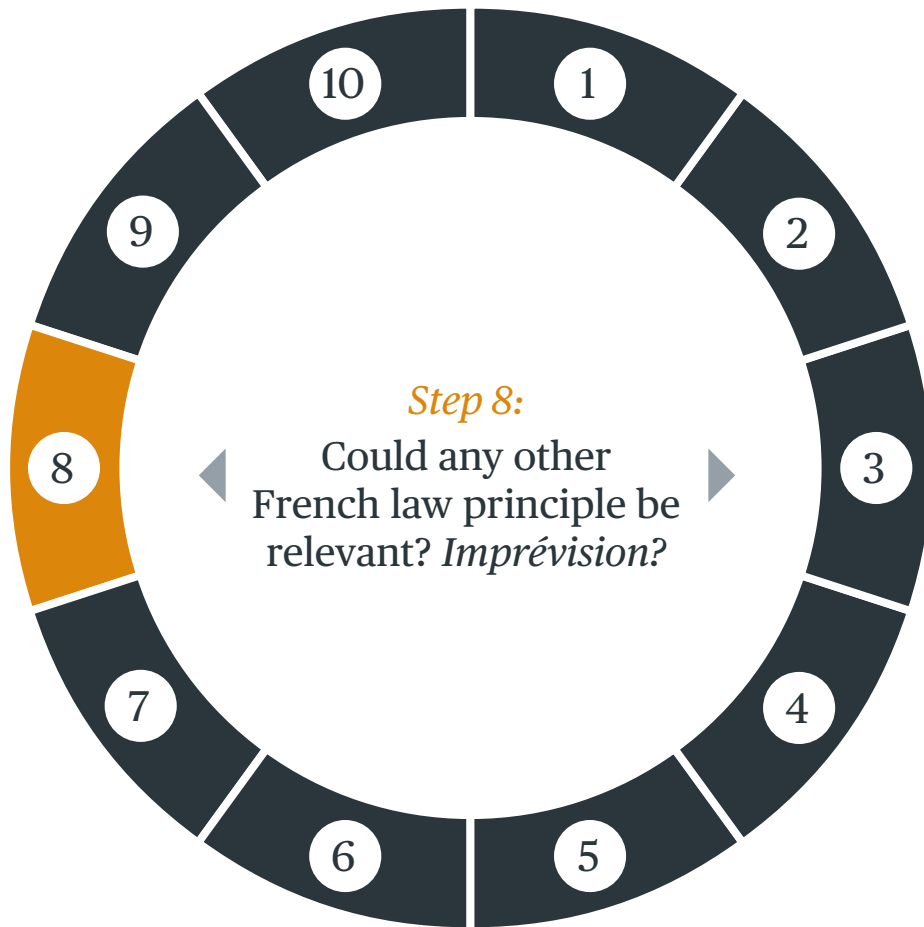 10
1
9
2
Step 8:
8
Could any other
3
French law principle be
relevant? Imprévision?
7
4
6
5